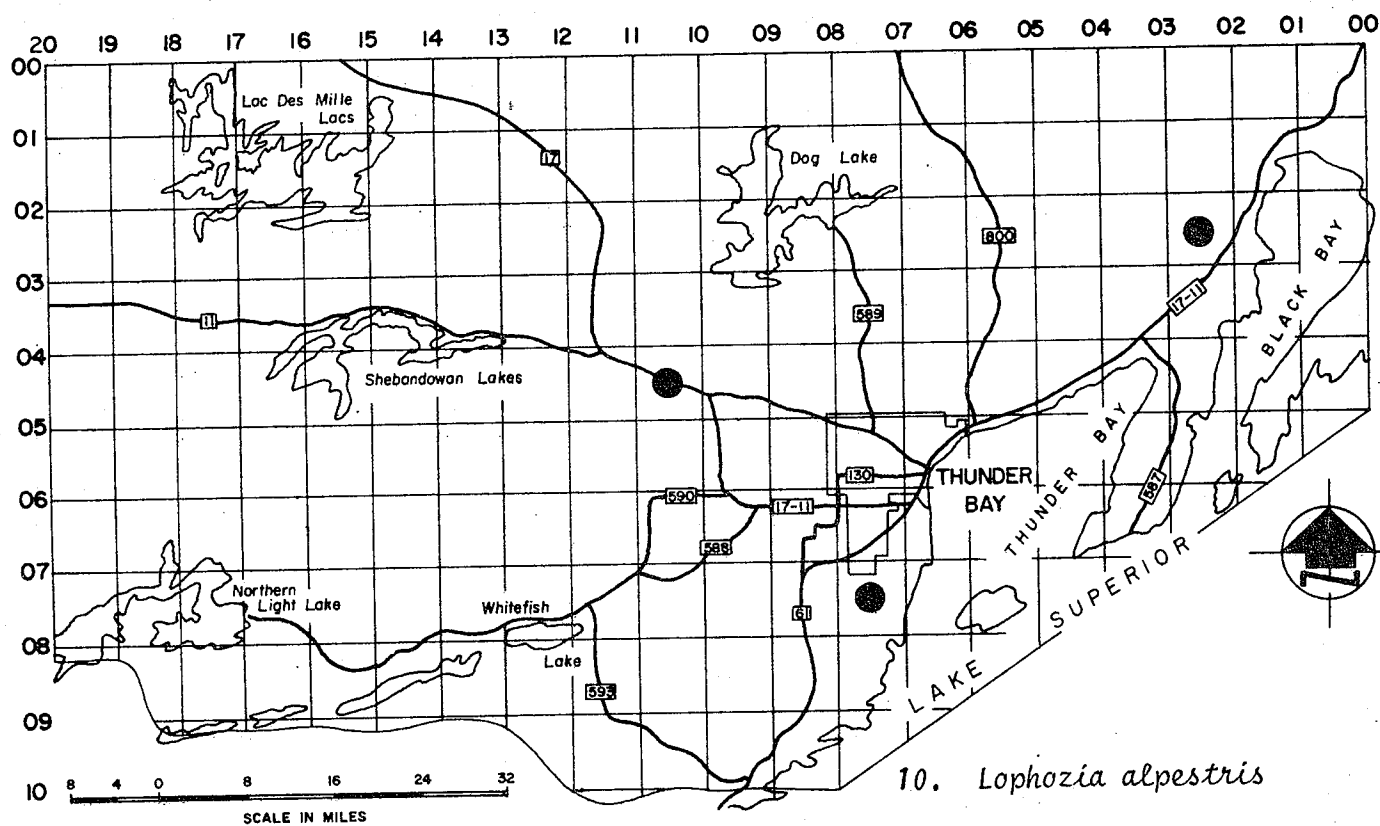 20 19 18 17 16 15 14 13 12 11 10 09 08 07 06 05 04 03 02 01 00
00
Lac Des Mille
Lacs
01
17
Dog Lake
02
800
03
17-11
11
589
BLACK BAY
04
Shebandowan Lakes
05
130
THUNDER
BAY
THUNDER BAY
587
06
590
17-11
588
07
Northern
Light Lake
Whitefish
Lake
61
LAKE SUPERIOR
N
08
593
09
10
8 4 0 8 16 24 32
SCALE IN MILES
10. Lophozia alpestris